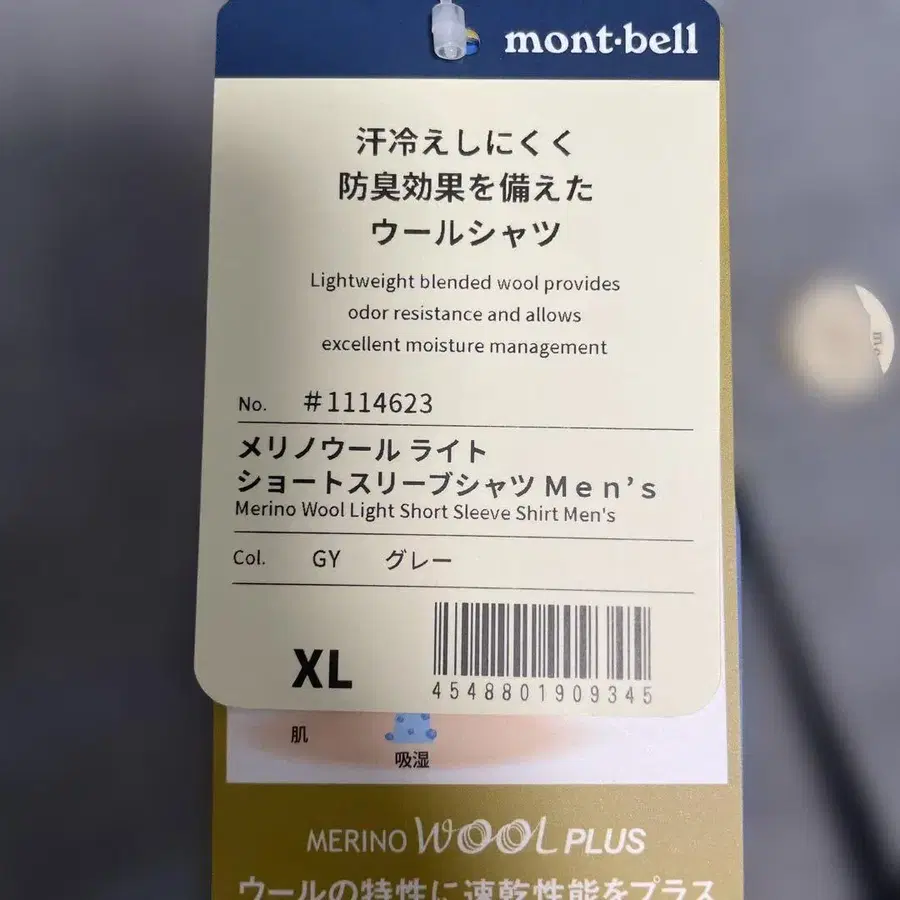 mont·bell
汗冷えしにくく
防臭効果を備えた
ウールシャツ
Lightweight blended wool provides
odor resistance and allows
excellent moisture management
No. #1114623
メリノウール ライト
ショートスリーブシャツ Men's
Merino Wool Light Short Sleeve Shirt Men's
Col. GY グレー
XL
4548801909345
肌
吸湿
MERINO WOOL PLUS
ウールの特性に速乾性能をプラス